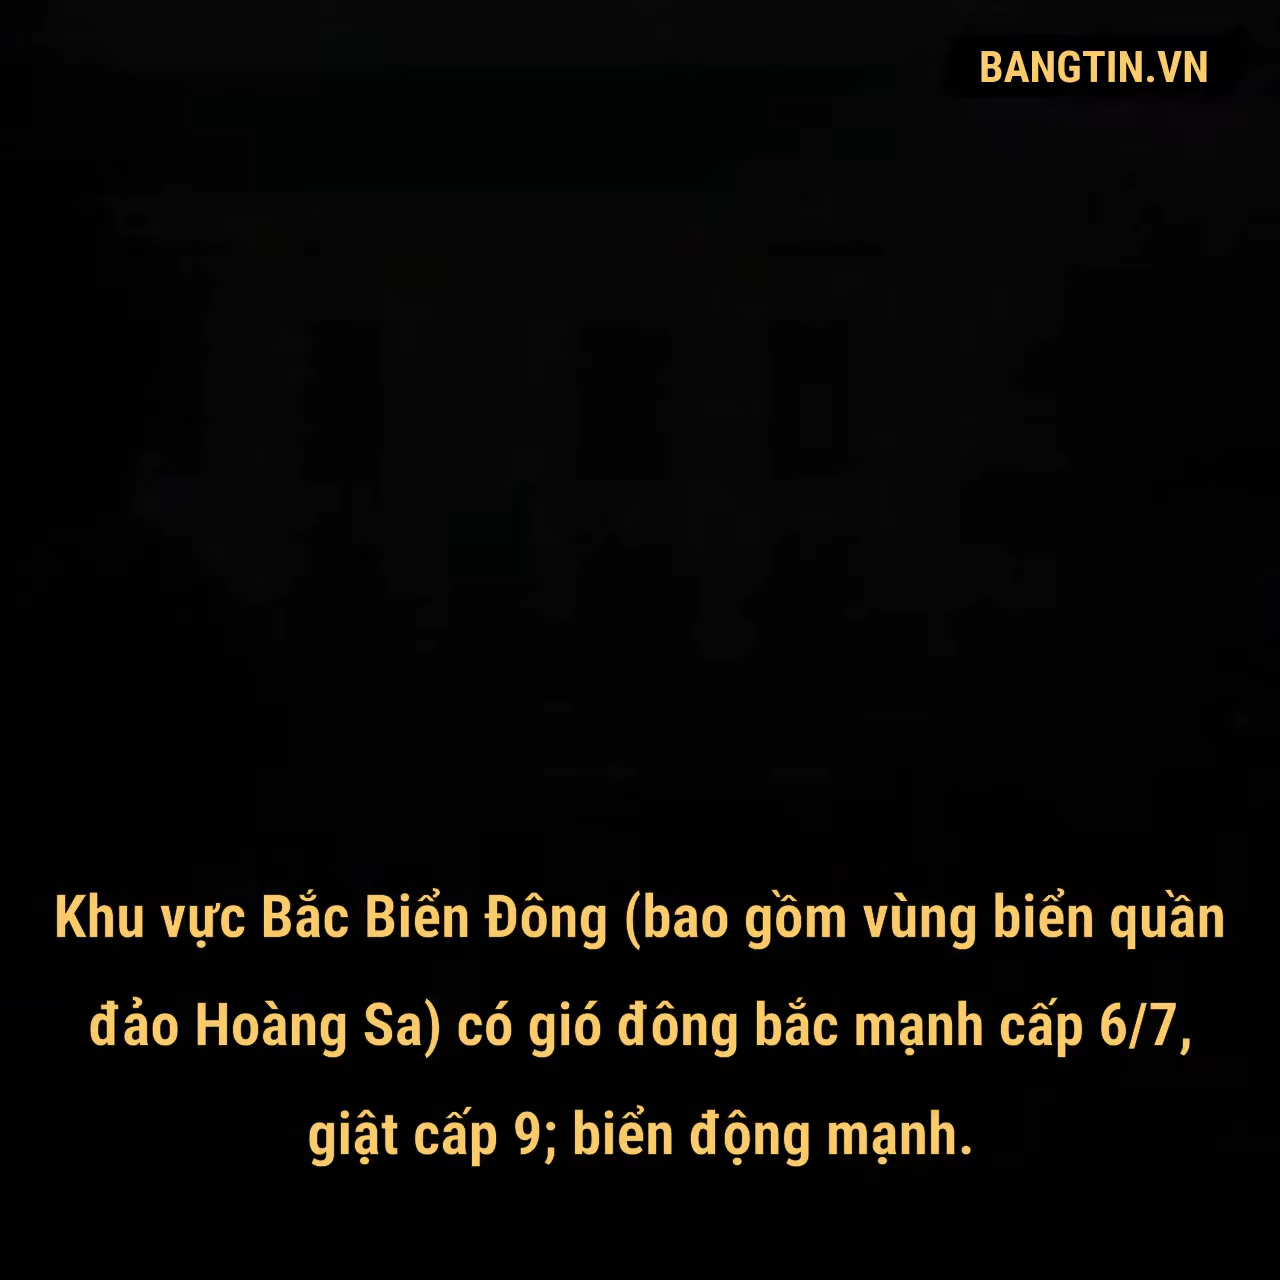 BANGTIN.VN
Khu vực Bắc Biển Đông (bao gồm vùng biển quần
đảo Hoàng Sa) có gió đông bắc mạnh cấp 6/7,
giật cấp 9; biển động mạnh.